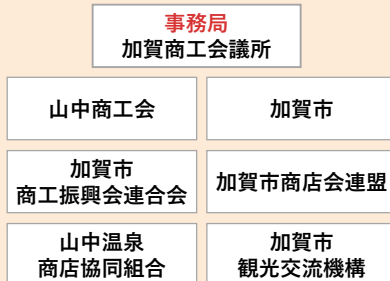 事務局
加賀商工会議所
山中商工会
加賀市
加賀市
商工振興会連合会
加賀市商店会連盟
山中温泉
商店協同組合
加賀市
観光交流機構